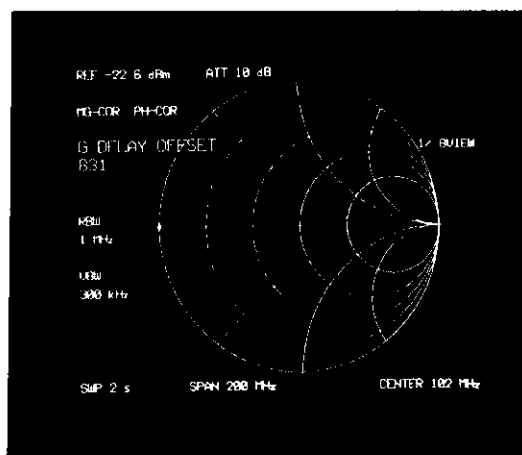 REF -22.6 dBm ATT 10 dB
MG-COR PH-COR
G DELAY OFFSET
831
1/ 8VIEW
RBW
1 MHz
VBW
300 kHz
SWP 2 s SPAN 200 MHz CENTER 102 MHz